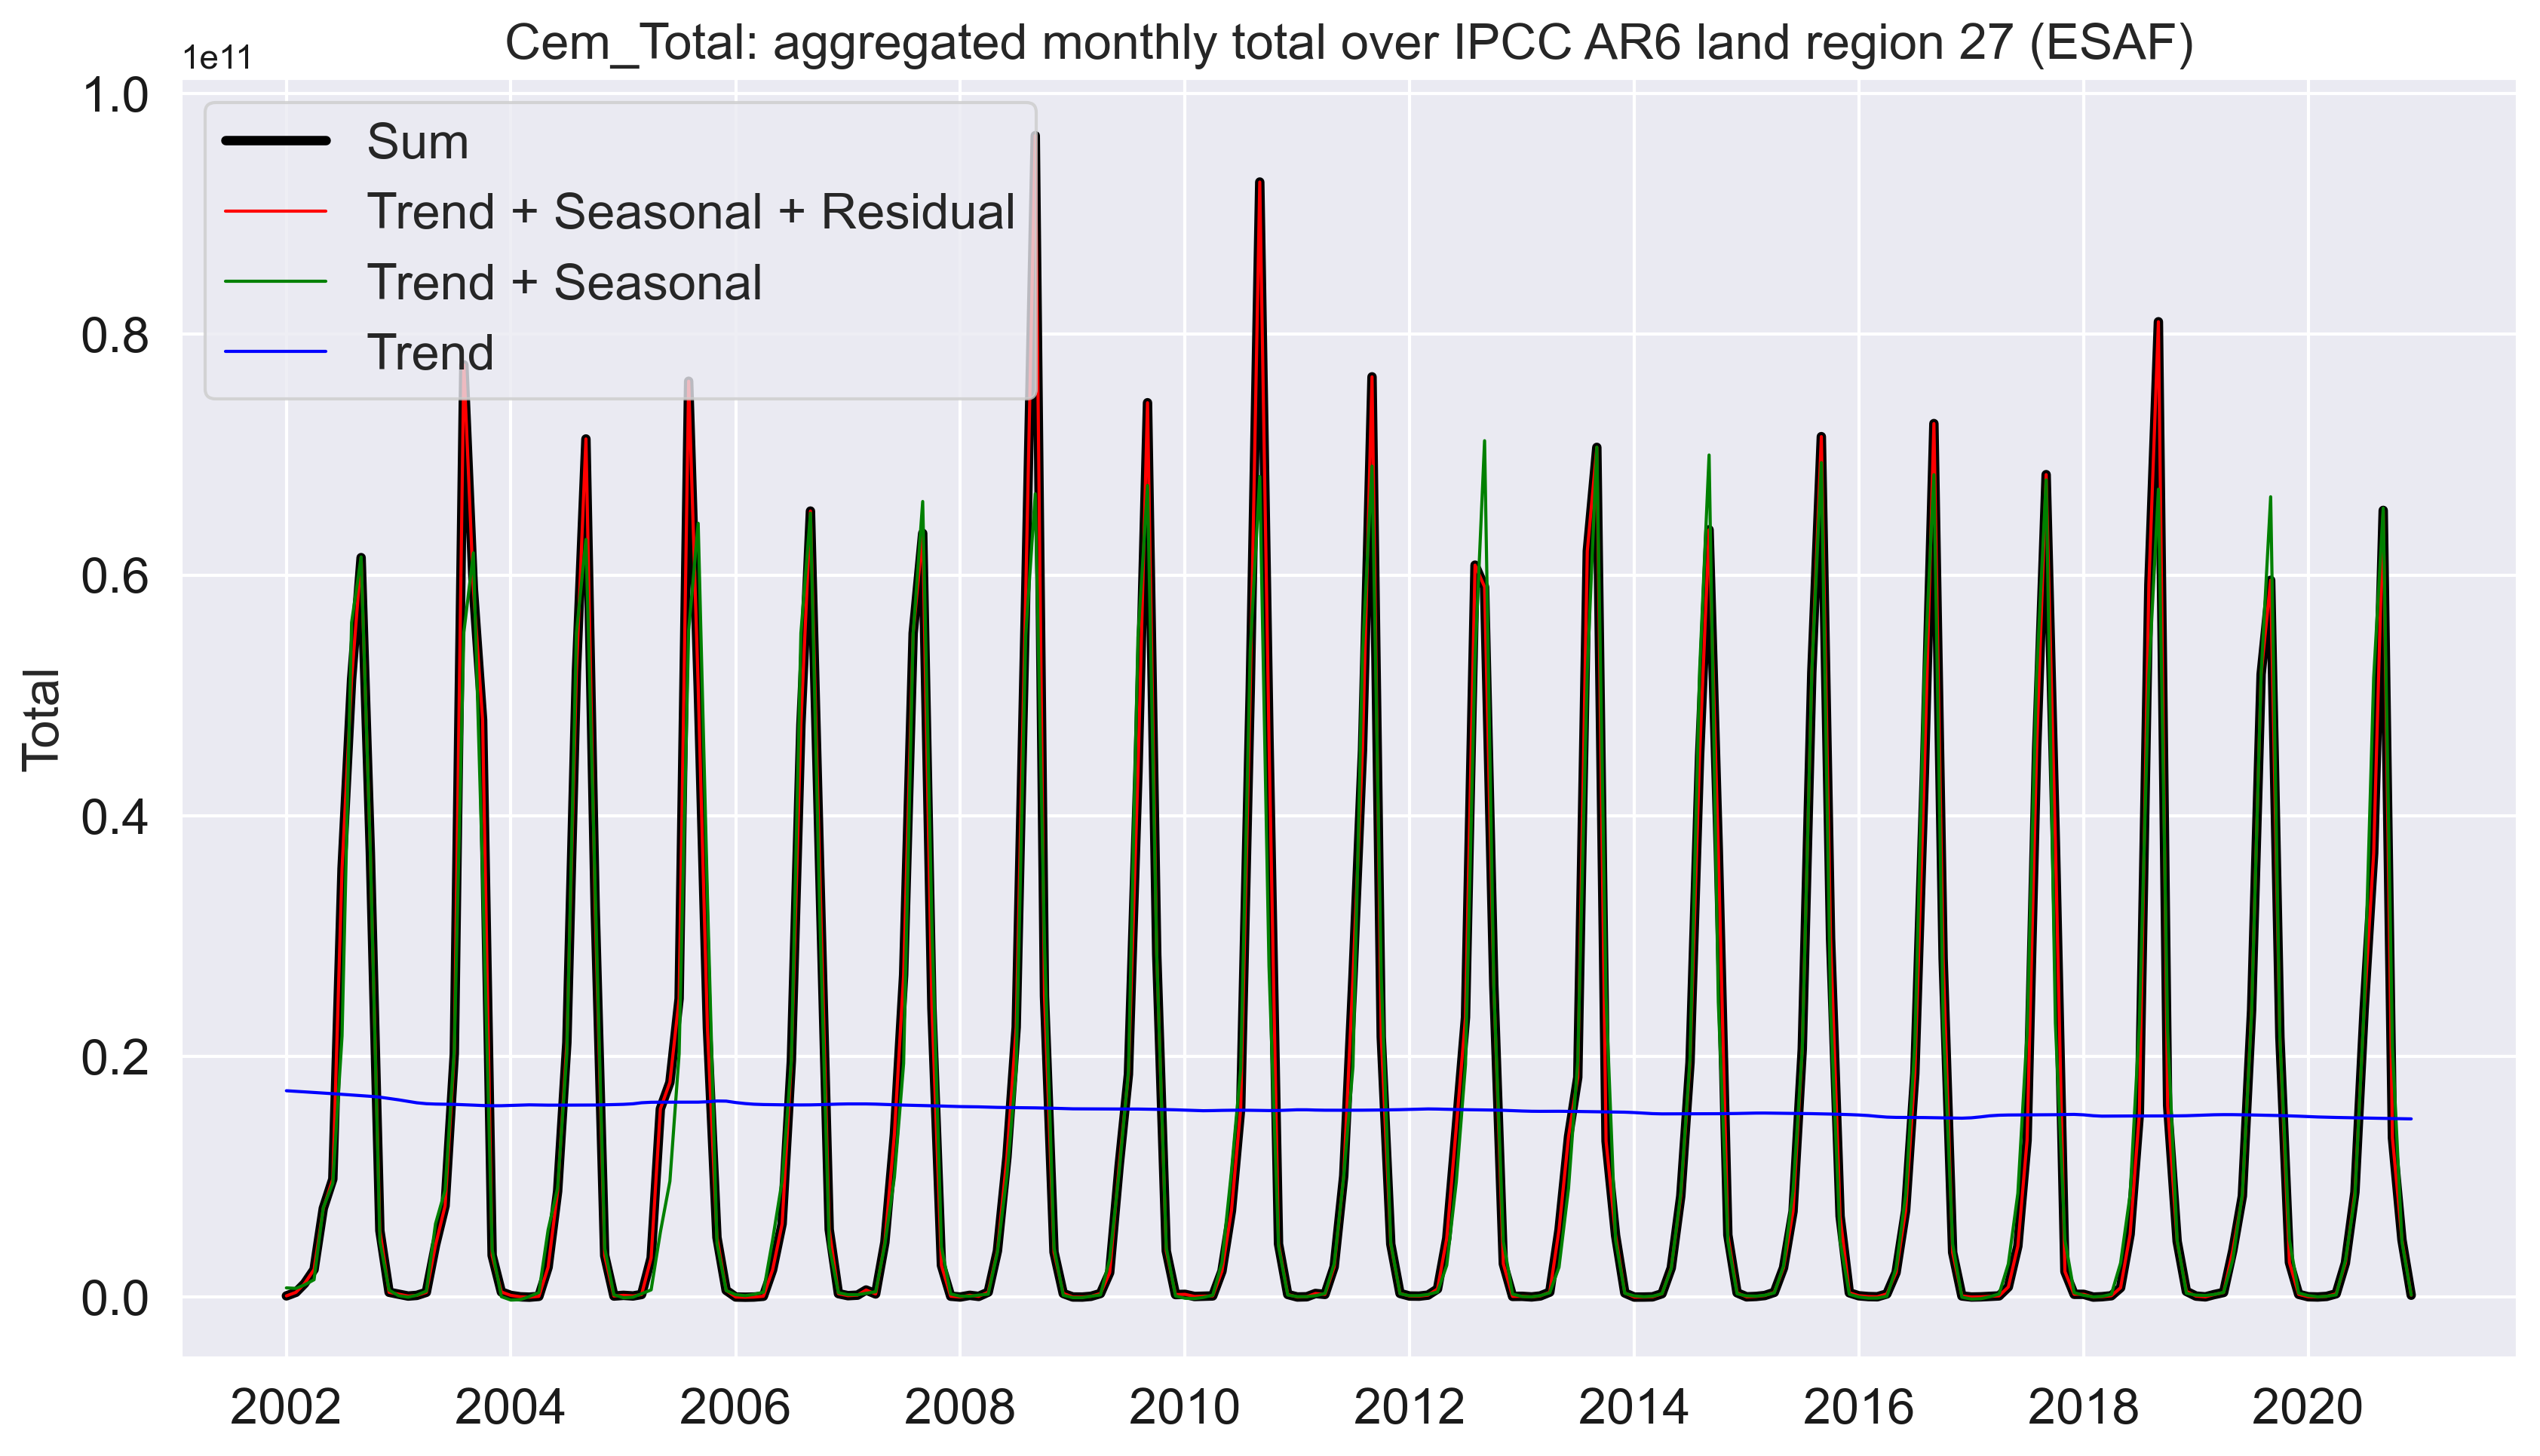 Cem_Total: aggregated monthly total over IPCC AR6 land region 27 (ESAF)
1e11
1.0
0.8
0.6
0.4
0.2
0.0
Total
Sum
Trend + Seasonal + Residual
Trend + Seasonal
Trend
2002 2004 2006 2008 2010 2012 2014 2016 2018 2020